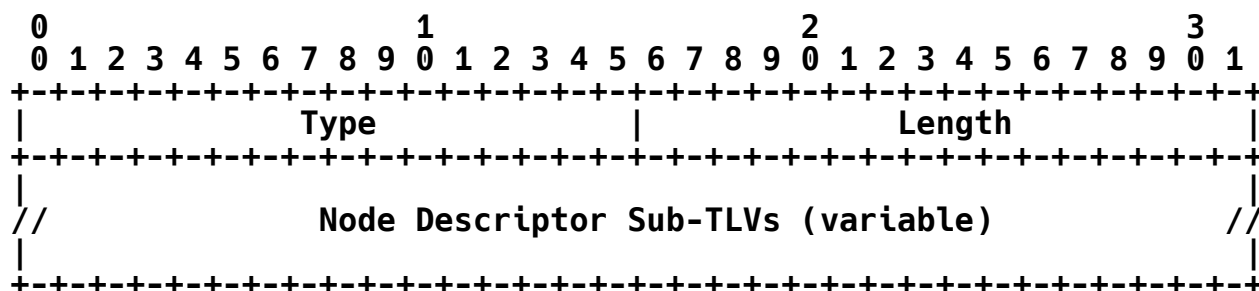 0                   1                   2                   3
 0 1 2 3 4 5 6 7 8 9 0 1 2 3 4 5 6 7 8 9 0 1 2 3 4 5 6 7 8 9 0 1
+-+-+-+-+-+-+-+-+-+-+-+-+-+-+-+-+-+-+-+-+-+-+-+-+-+-+-+-+-+-+-+-+
|              Type             |             Length            |
+-+-+-+-+-+-+-+-+-+-+-+-+-+-+-+-+-+-+-+-+-+-+-+-+-+-+-+-+-+-+-+-+
|                                                               |
//              Node Descriptor Sub-TLVs (variable)            //
|                                                               |
+-+-+-+-+-+-+-+-+-+-+-+-+-+-+-+-+-+-+-+-+-+-+-+-+-+-+-+-+-+-+-+-+